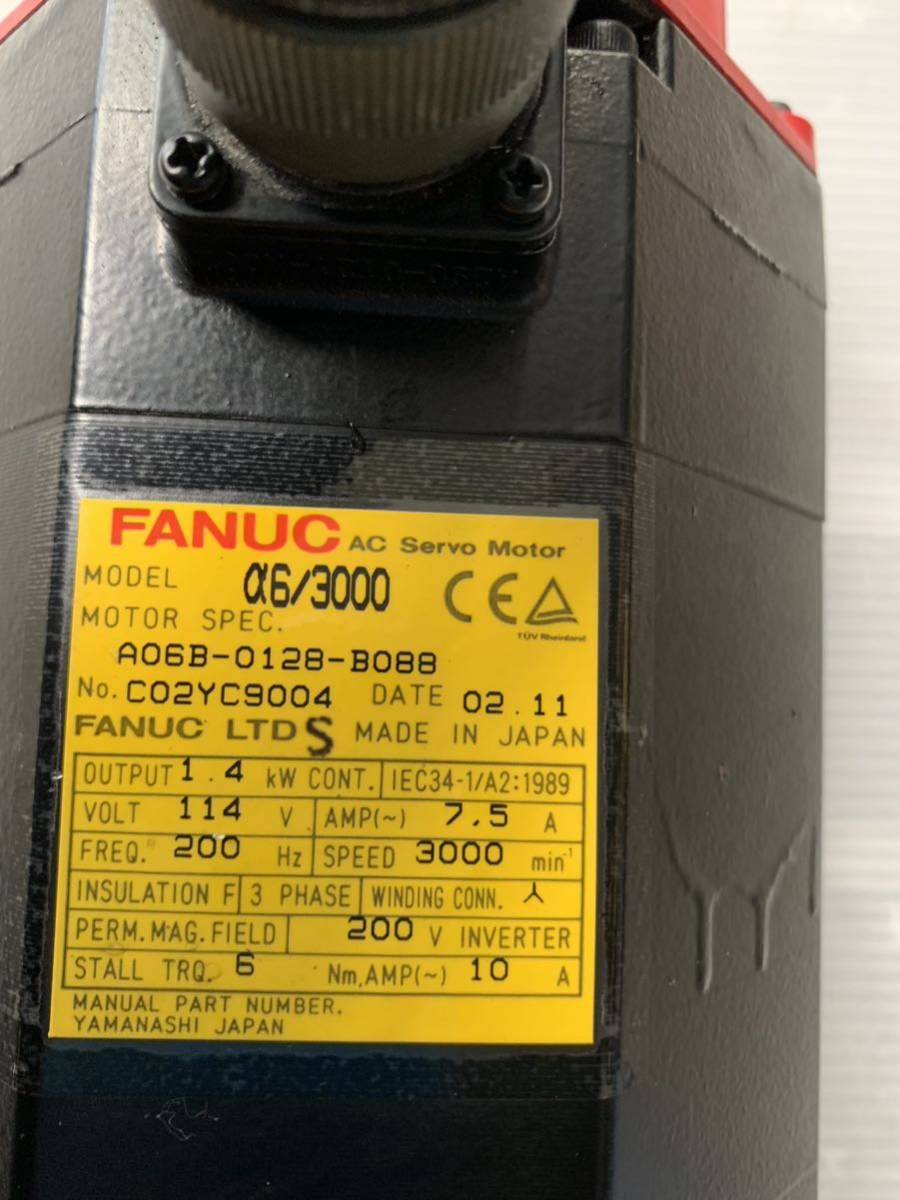 FANUC AC Servo Motor
MODEL α6/3000 CE
TÜV Rheinland
MOTOR SPEC.
A06B-0128-B088
No. C02YC9004 DATE 02.11
FANUC LTD S MADE IN JAPAN
OUTPUT 1.4 kW CONT. IEC34-1/A2:1989
VOLT 114 V AMP(~) 7.5 A
FREQ. 200 Hz SPEED 3000 min⁻¹
INSULATION F 3 PHASE WINDING CONN.
PERM.MAG.FIELD 200 V INVERTER
STALL TRQ. 6 Nm,AMP(~) 10 A
MANUAL PART NUMBER.
YAMANASHI JAPAN